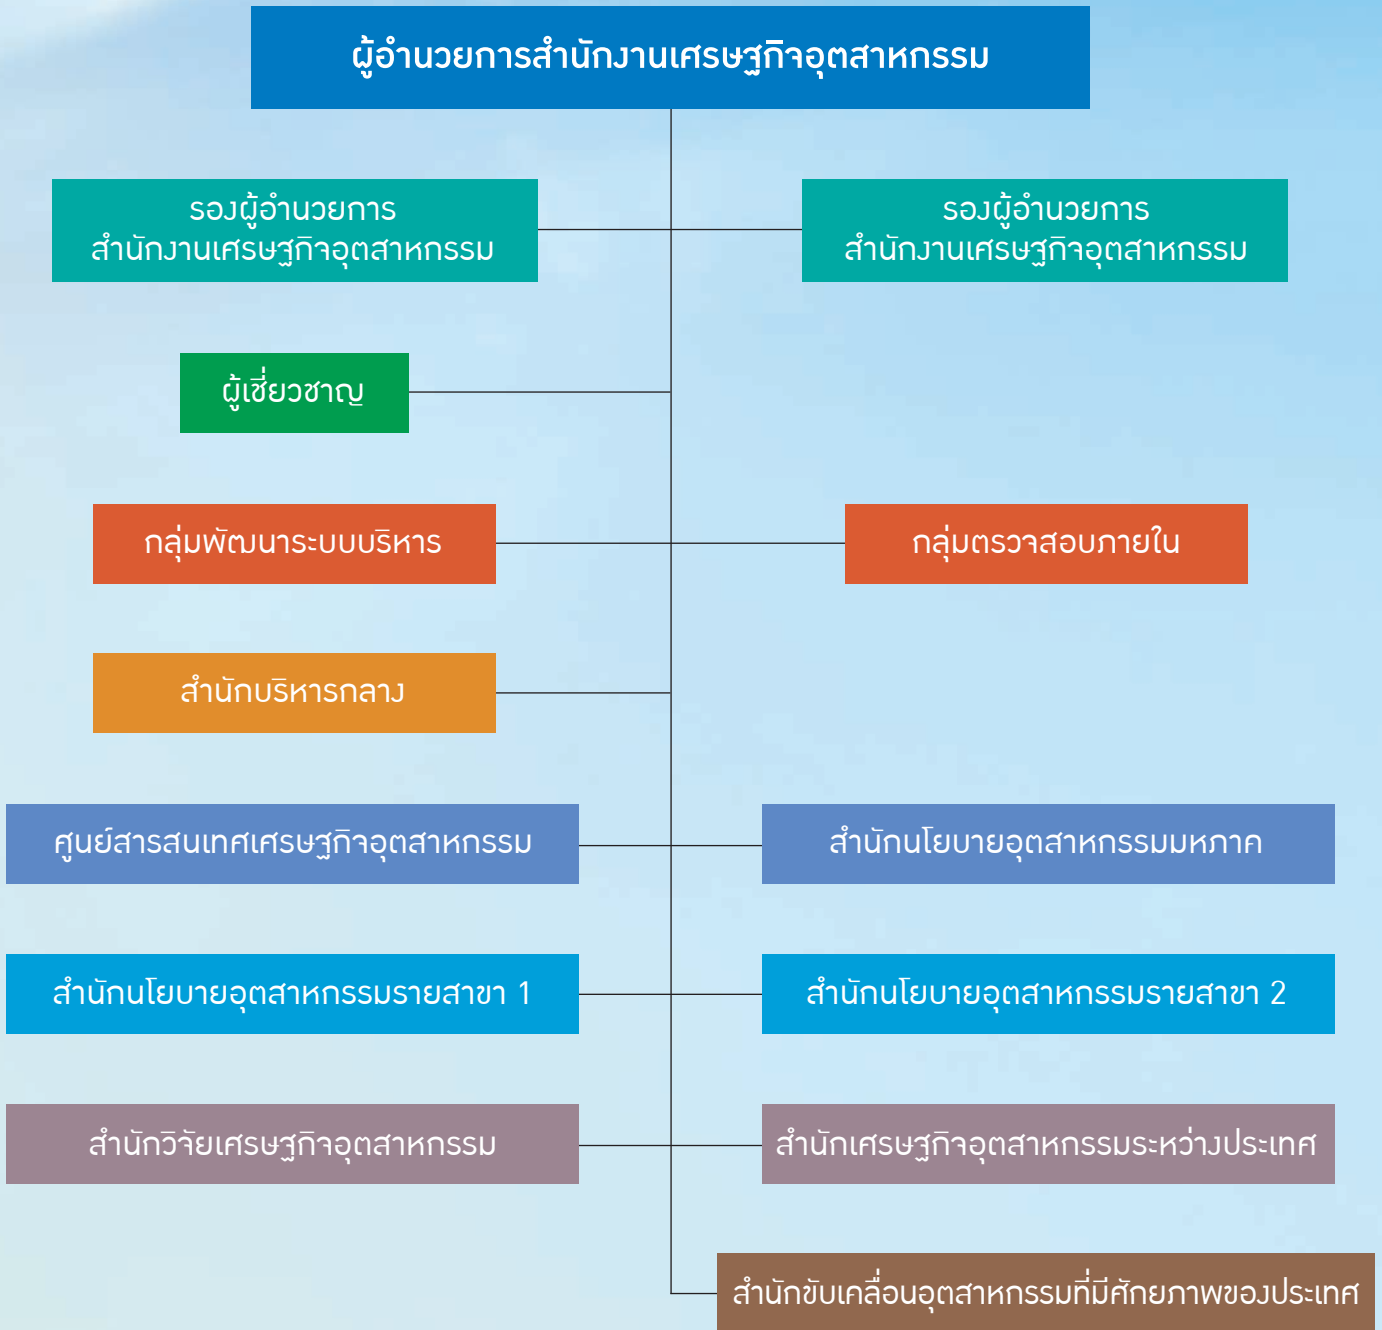 ผู้อำนวยการสำนักงานเศรษฐกิจอุตสาหกรรม
รองผู้อำนวยการ
สำนักงานเศรษฐกิจอุตสาหกรรม
รองผู้อำนวยการ
สำนักงานเศรษฐกิจอุตสาหกรรม
ผู้เชี่ยวชาญ
กลุ่มพัฒนาระบบบริหาร
กลุ่มตรวจสอบภายใน
สำนักบริหารกลาง
ศูนย์สารสนเทศเศรษฐกิจอุตสาหกรรม
สำนักนโยบายอุตสาหกรรมมหภาค
สำนักนโยบายอุตสาหกรรมรายสาขา 1
สำนักนโยบายอุตสาหกรรมรายสาขา 2
สำนักวิจัยเศรษฐกิจอุตสาหกรรม
สำนักเศรษฐกิจอุตสาหกรรมระหว่างประเทศ
สำนักขับเคลื่อนอุตสาหกรรมที่มีศักยภาพของประเทศ